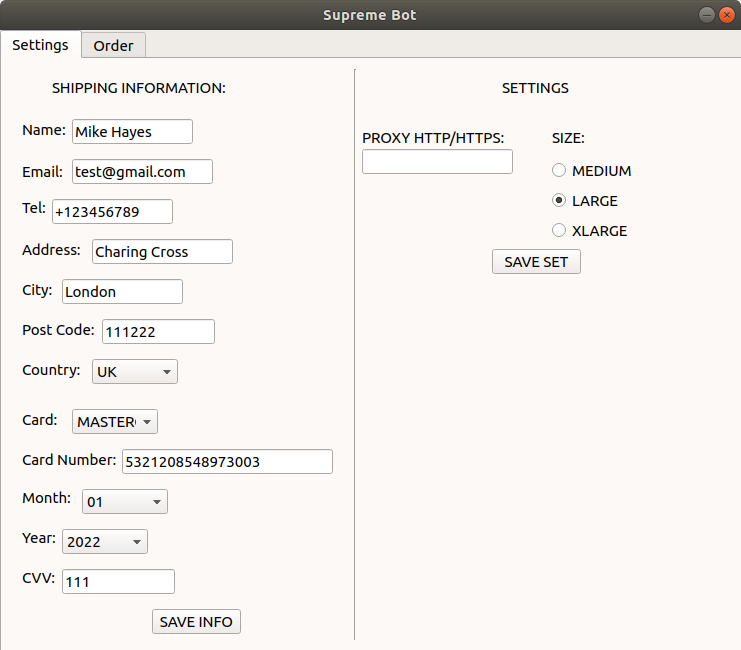 Supreme Bot
Settings
Order
SHIPPING INFORMATION:
Name: Mike Hayes
Email: test@gmail.com
Tel: +123456789
Address: Charing Cross
City: London
Post Code: 111222
Country: UK
Card: MASTER
Card Number: 5321208548973003
Month: 01
Year: 2022
CVV: 111
SAVE INFO
SETTINGS
PROXY HTTP/HTTPS:
SIZE:
MEDIUM
LARGE
XLARGE
SAVE SET